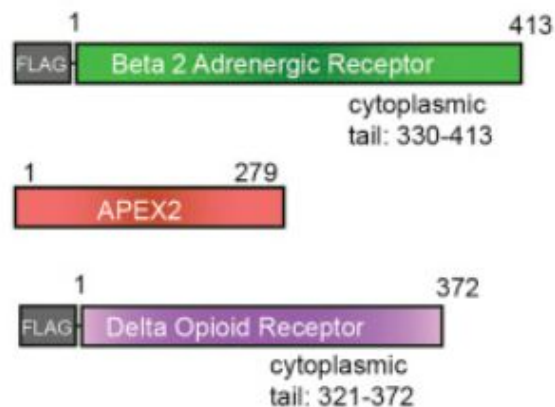 1 413
FLAG Beta 2 Adrenergic Receptor
cytoplasmic
tail: 330-413
1 279
APEX2
1 372
FLAG Delta Opioid Receptor
cytoplasmic
tail: 321-372